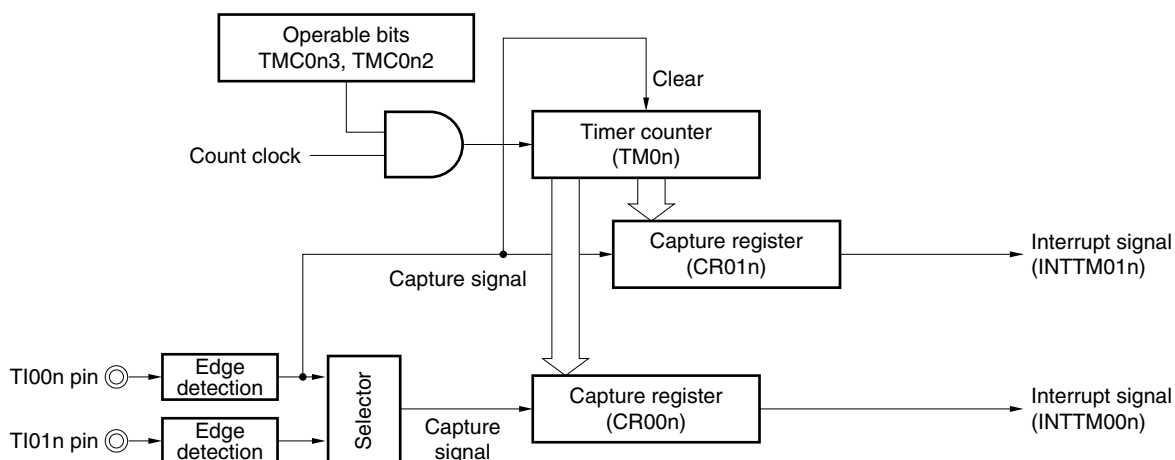 Operable bits
TMC0n3, TMC0n2
Clear
Timer counter
(TM0n)
Count clock
Capture register
(CR01n)
Interrupt signal
(INTTM01n)
Capture signal
TI00n pin
Edge
detection
Selector
Capture register
(CR00n)
Interrupt signal
(INTTM00n)
TI01n pin
Edge
detection
Capture
signal